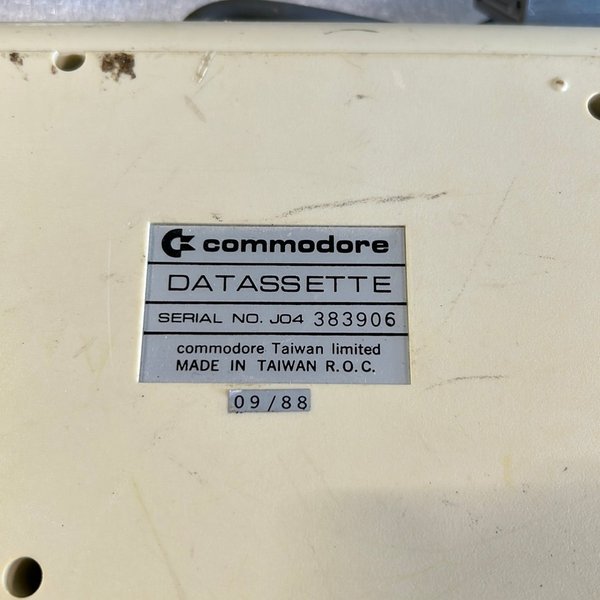 commodore
DATASSETTE
SERIAL NO. J04 383906
commodore Taiwan limited
MADE IN TAIWAN R.O.C.
09/88